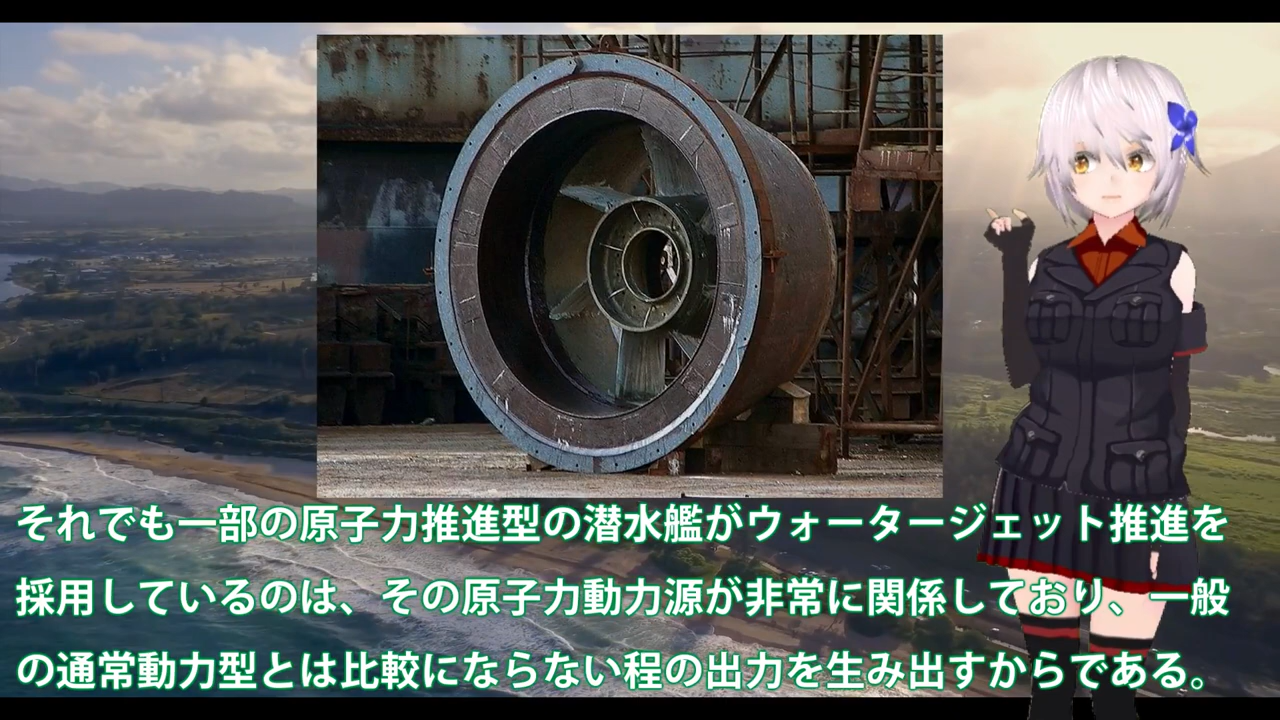 それでも一部の原子力推進型の潜水艦がウォータージェット推進を
採用しているのは、その原子力動力源が非常に関係しており、一般
の通常動力型とは比較にならない程の出力を生み出すからである。